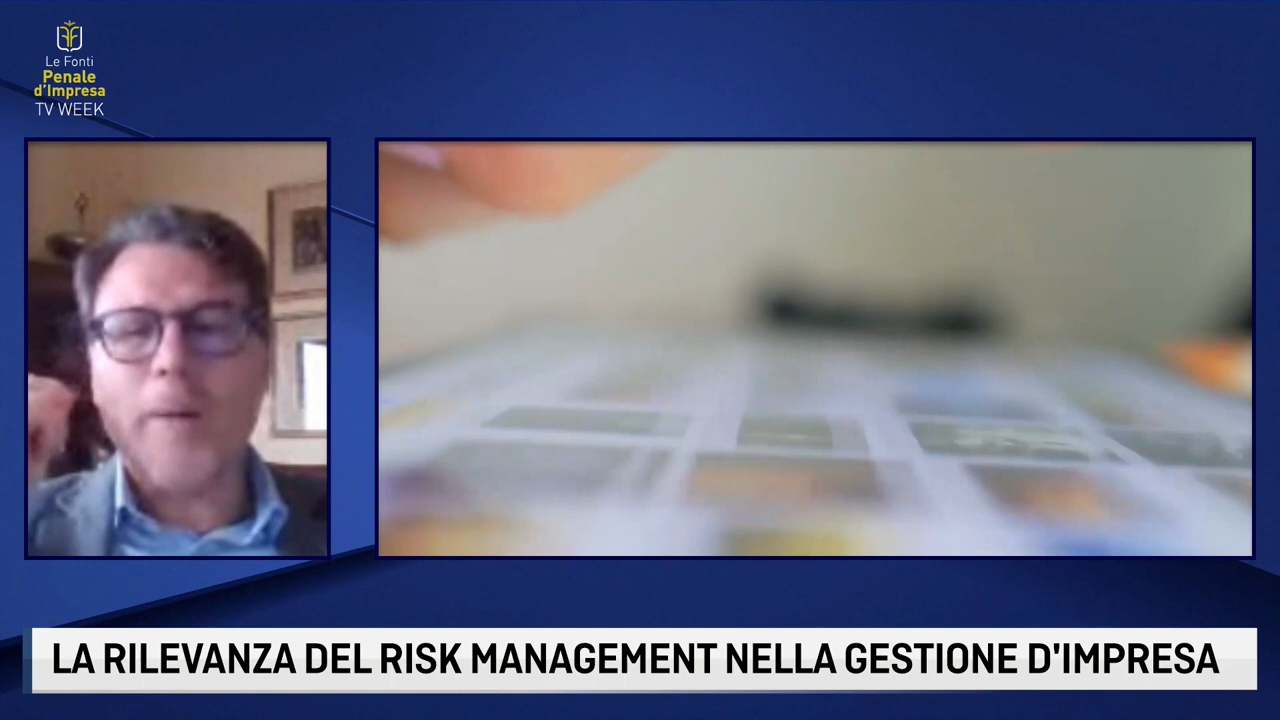 Le Fonti
Penale
d'Impresa
TV WEEK
LA RILEVANZA DEL RISK MANAGEMENT NELLA GESTIONE D'IMPRESA